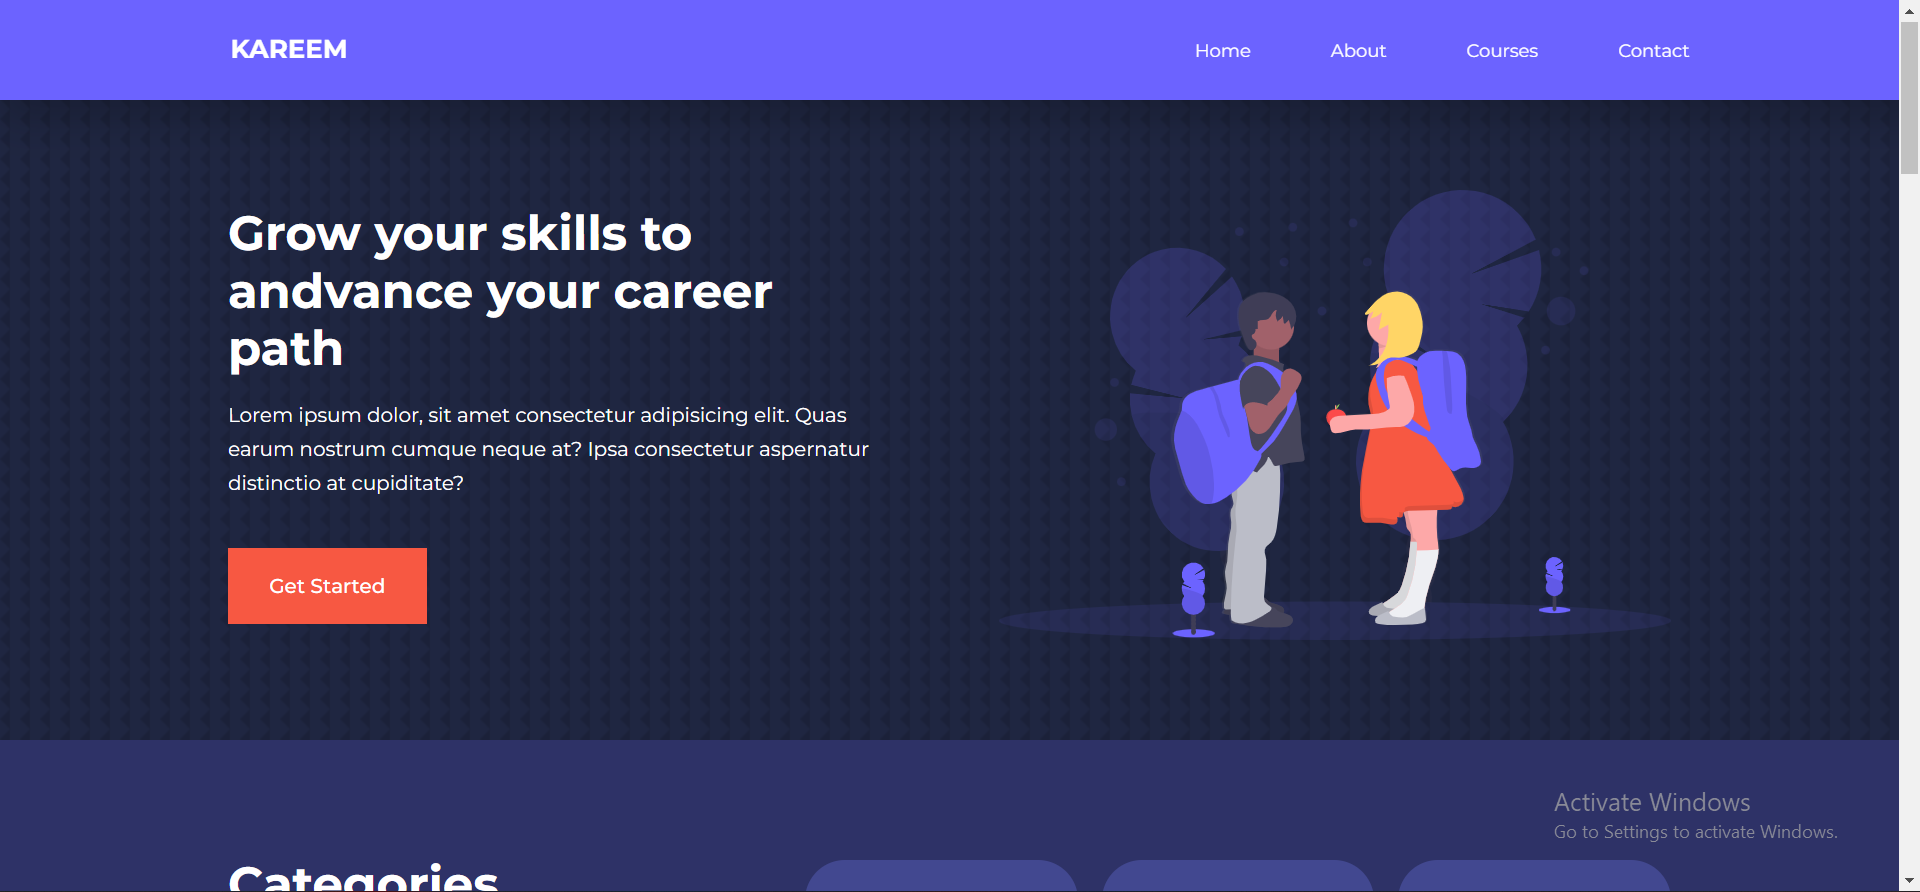 KAREEM
Home
About
Courses
Contact
Grow your skills to
andvance your career
path
Lorem ipsum dolor, sit amet consectetur adipisicing elit. Quas
earum nostrum cumque neque at? Ipsa consectetur aspernatur
distinctio at cupiditate?
Get Started
Activate Windows
Go to Settings to activate Windows.
Categories